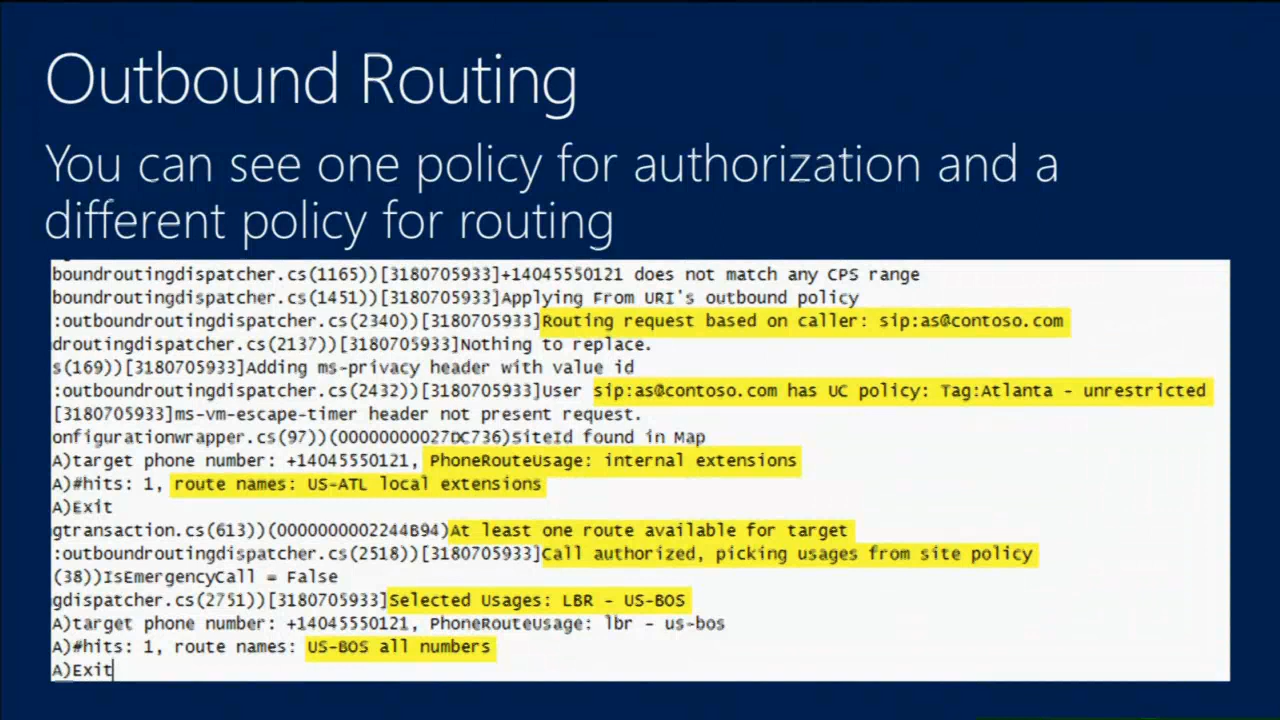 Outbound Routing
You can see one policy for authorization and a
different policy for routing
boundroutingdispatcher.cs(1165))[3180705933]+14045550121 does not match any CPS range
boundroutingdispatcher.cs(1451))[3180705933]Applying From URI's outbound policy
:outboundroutingdispatcher.cs(2340))[3180705933]Routing request based on caller: sip:as@contoso.com
droutingdispatcher.cs(2137))[3180705933]Nothing to replace.
s(169))[3180705933]Adding ms-privacy header with value id
:outboundroutingdispatcher.cs(2432))[3180705933]User sip:as@contoso.com has UC policy: Tag:Atlanta - unrestricted
[3180705933]ms-vm-escape-timer header not present request.
onfigurationwrapper.cs(97))(00000000027DC736)SiteId found in Map
A)target phone number: +14045550121, PhoneRouteUsage: internal extensions
A)#hits: 1, route names: US-ATL local extensions
A)Exit
gtransaction.cs(613))(0000000002244B94)At least one route available for target
:outboundroutingdispatcher.cs(2518))[3180705933]Call authorized, picking usages from site policy
(38))IsEmergencyCall = False
gdispatcher.cs(2751))[3180705933]Selected Usages: LBR - US-BOS
A)target phone number: +14045550121, PhoneRouteUsage: lbr - us-bos
A)#hits: 1, route names: US-BOS all numbers
A)Exit